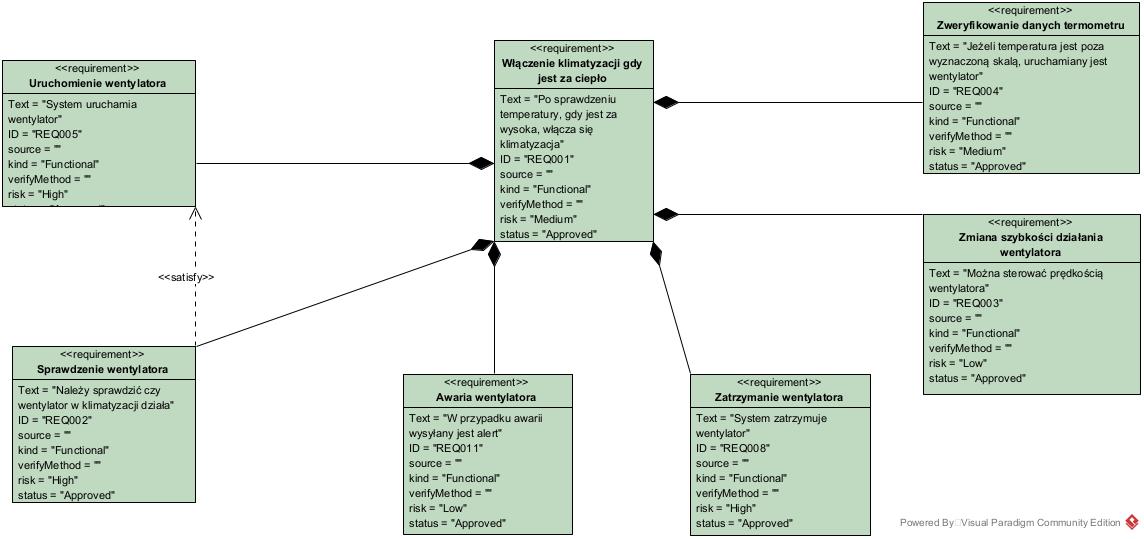 <<requirement>>
Uruchomienie wentylatora
Text = "System uruchamia
wentylator"
ID = "REQ005"
source = ""
kind = "Functional"
verifyMethod = ""
risk = "High"
<<requirement>>
Włączenie klimatyzacji gdy
jest za ciepło
Text = "Po sprawdzeniu
temperatury, gdy jest za
wysoka, włącza się
klimatyzacja"
ID = "REQ001"
source = ""
kind = "Functional"
verifyMethod = ""
risk = "Medium"
status = "Approved"
<<requirement>>
Zweryfikowanie danych termometru
Text = "Jeżeli temperatura jest poza
wyznaczoną skalą, uruchamiany jest
wentylator"
ID = "REQ004"
source = ""
kind = "Functional"
verifyMethod = ""
risk = "Medium"
status = "Approved"
<<requirement>>
Zmiana szybkości działania
wentylatora
Text = "Można sterować prędkością
wentylatora"
ID = "REQ003"
source = ""
kind = "Functional"
verifyMethod = ""
risk = "Low"
status = "Approved"
<<satisfy>>
<<requirement>>
Sprawdzenie wentylatora
Text = "Należy sprawdzić czy
wentylator w klimatyzacji działa"
ID = "REQ002"
source = ""
kind = "Functional"
verifyMethod = ""
risk = "High"
status = "Approved"
<<requirement>>
Awaria wentylatora
Text = "W przypadku awarii
wysyłany jest alert"
ID = "REQ011"
source = ""
kind = "Functional"
verifyMethod = ""
risk = "Low"
status = "Approved"
<<requirement>>
Zatrzymanie wentylatora
Text = "System zatrzymuje
wentylator"
ID = "REQ008"
source = ""
kind = "Functional"
verifyMethod = ""
risk = "High"
status = "Approved"
Powered By Visual Paradigm Community Edition